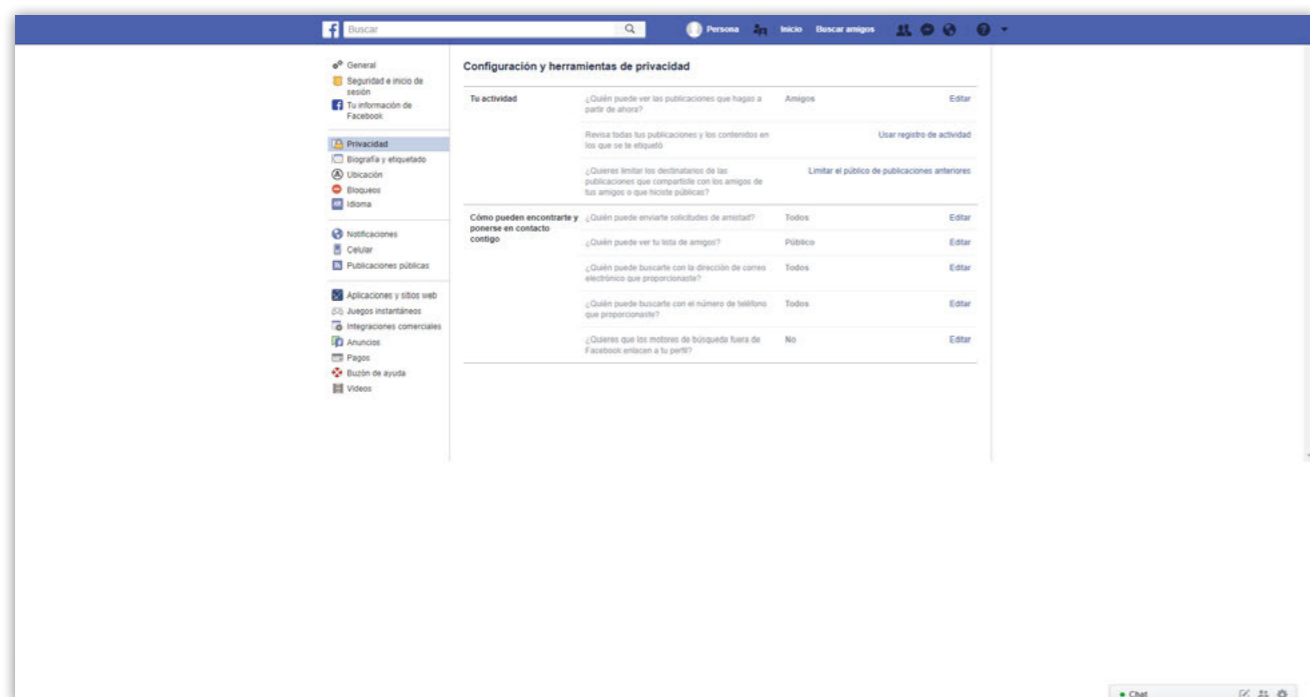 Buscar
Persona
Inicio
Buscar amigos
General
Seguridad e inicio de
sesión
Tu información de
Facebook
Privacidad
Biografía y etiquetado
Ubicación
Bloqueos
Idioma
Notificaciones
Celular
Publicaciones públicas
Aplicaciones y sitios web
Juegos instantáneos
Integraciones comerciales
Anuncios
Pagos
Buzón de ayuda
Videos
Configuración y herramientas de privacidad
Tu actividad
¿Quién puede ver las publicaciones que hagas a
partir de ahora?
Amigos
Editar
Revisa todas tus publicaciones y los contenidos en
los que se te etiquetó
Usar registro de actividad
¿Quieres limitar los destinatarios de las
publicaciones que compartiste con los amigos de
tus amigos o que hiciste públicas?
Limitar el público de publicaciones anteriores
Cómo pueden encontrarte y
ponerse en contacto
contigo
¿Quién puede enviarte solicitudes de amistad?
Todos
Editar
¿Quién puede ver tu lista de amigos?
Público
Editar
¿Quién puede buscarte con la dirección de correo
electrónico que proporcionaste?
Todos
Editar
¿Quién puede buscarte con el número de teléfono
que proporcionaste?
Todos
Editar
¿Quieres que los motores de búsqueda fuera de
Facebook enlacen a tu perfil?
No
Editar
Chat